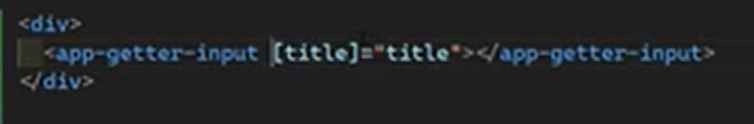 <div>
<app-getter-input [title]="title"></app-getter-input>
</div>